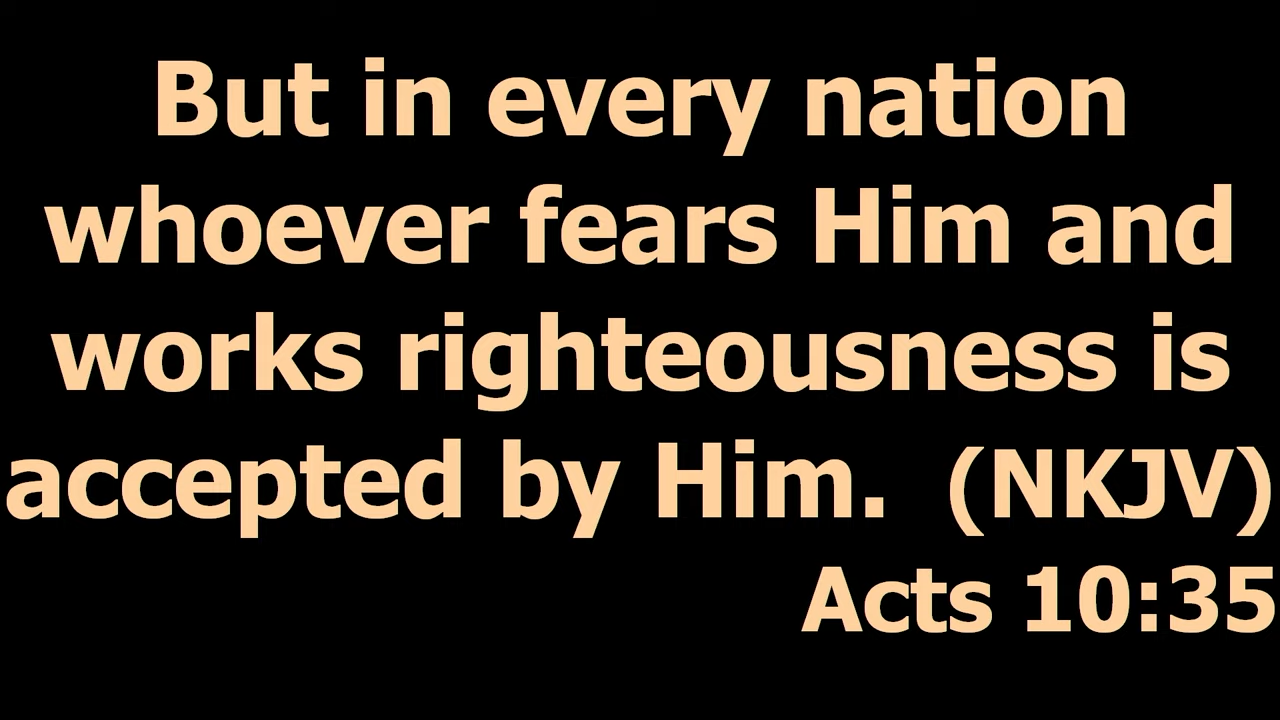 But in every nation
whoever fears Him and
works righteousness is
accepted by Him.  (NKJV)
Acts 10:35